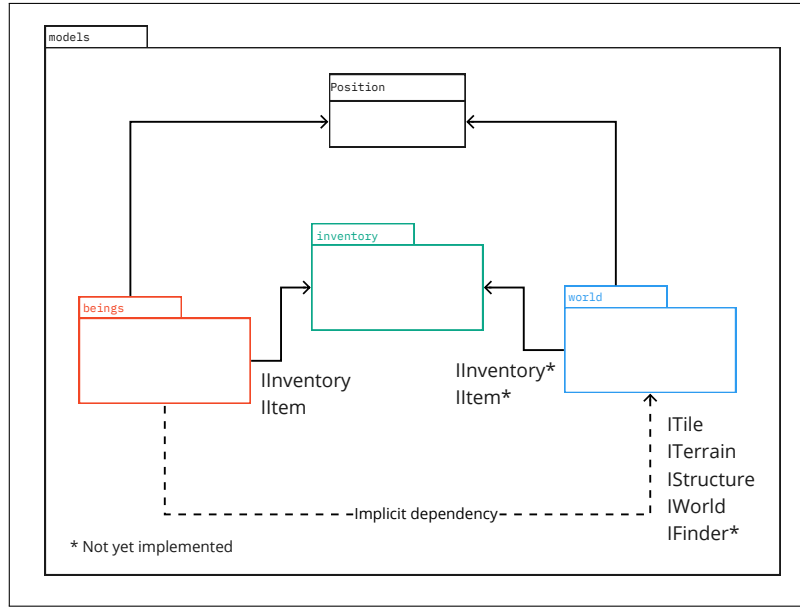 models
Position
inventory
beings
world
IInventory
IItem
IInventory*
IItem*
ITile
ITerrain
IStructure
IWorld
IFinder*
Implicit dependency
* Not yet implemented